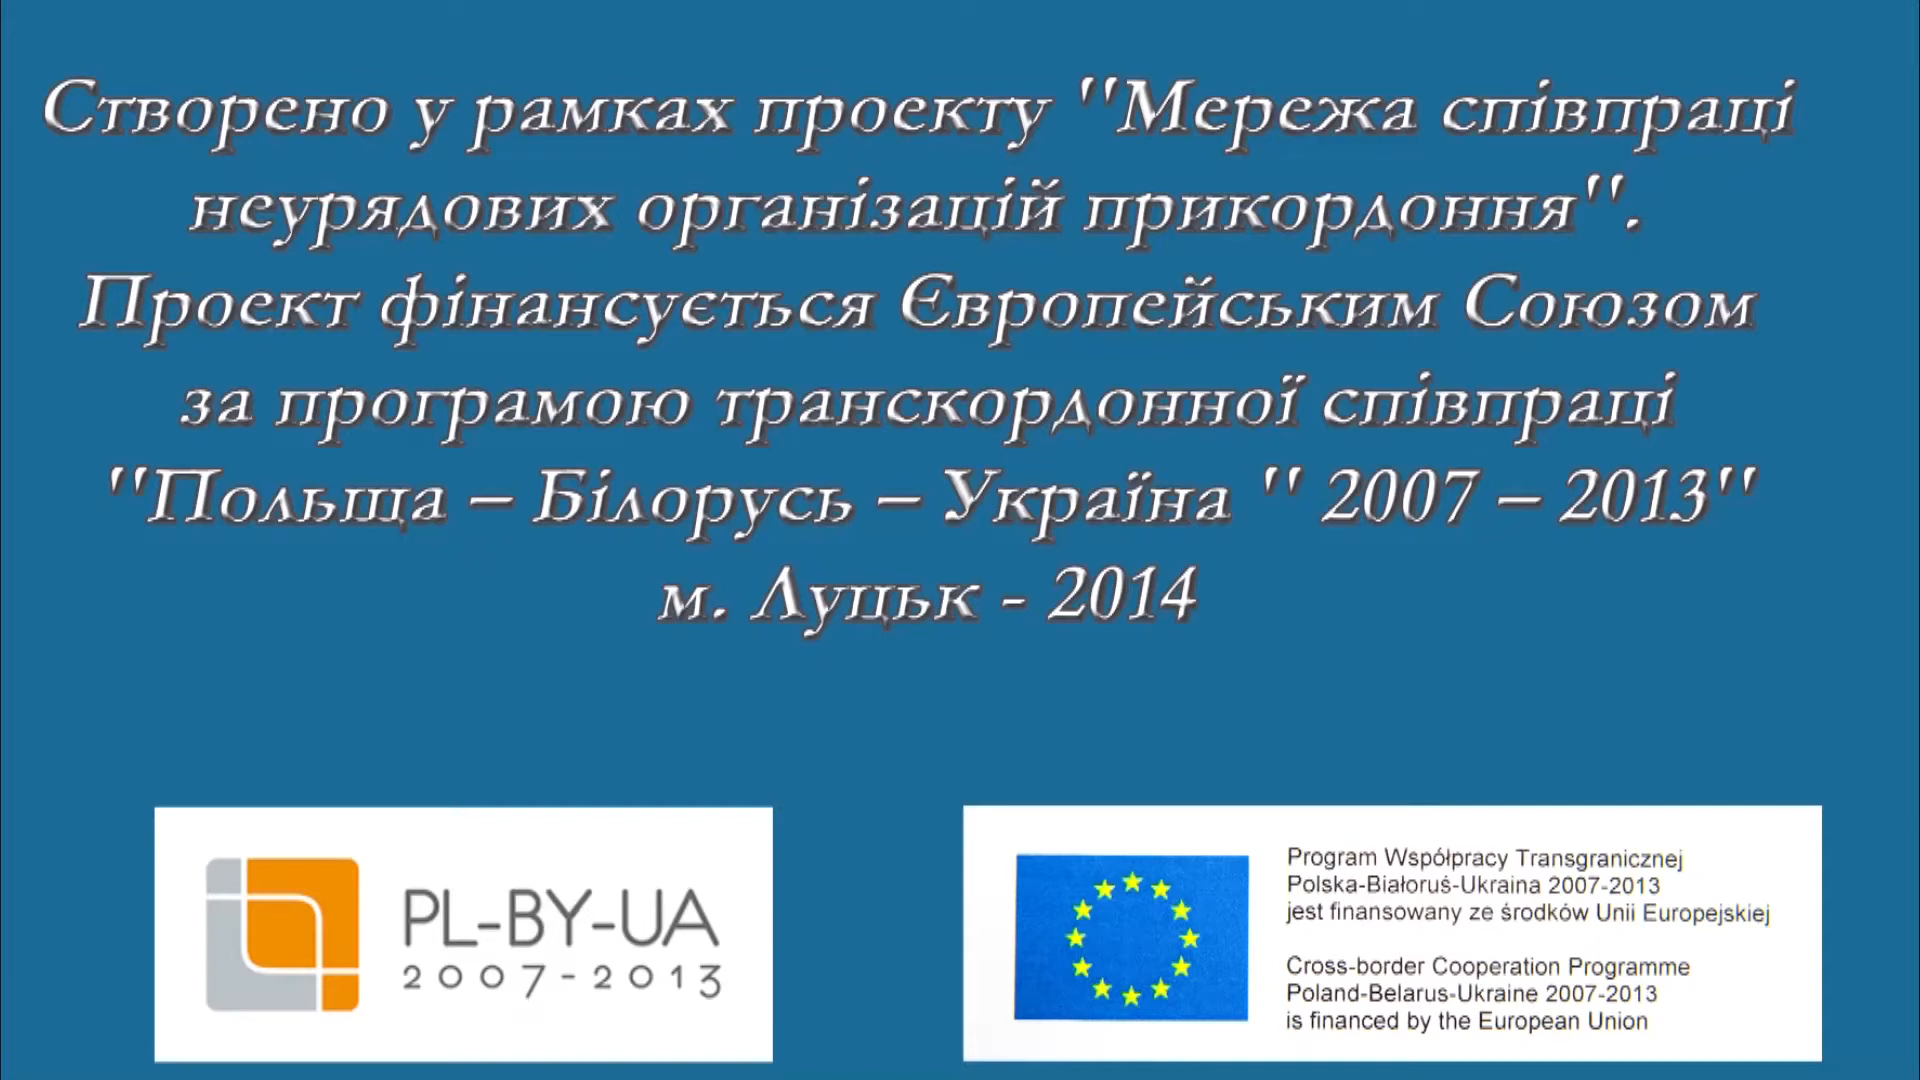 Створено у рамках проекту "Мережа співпраці
неурядових організацій прикордоння".
Проект фінансується Європейським Союзом
за програмою транскордонної співпраці
"Польща – Білорусь – Україна " 2007 – 2013"
м. Луцьк - 2014
PL-BY-UA
2007-2013
Program Współpracy Transgranicznej
Polska-Białoruś-Ukraina 2007-2013
jest finansowany ze środków Unii Europejskiej
Cross-border Cooperation Programme
Poland-Belarus-Ukraine 2007-2013
is financed by the European Union